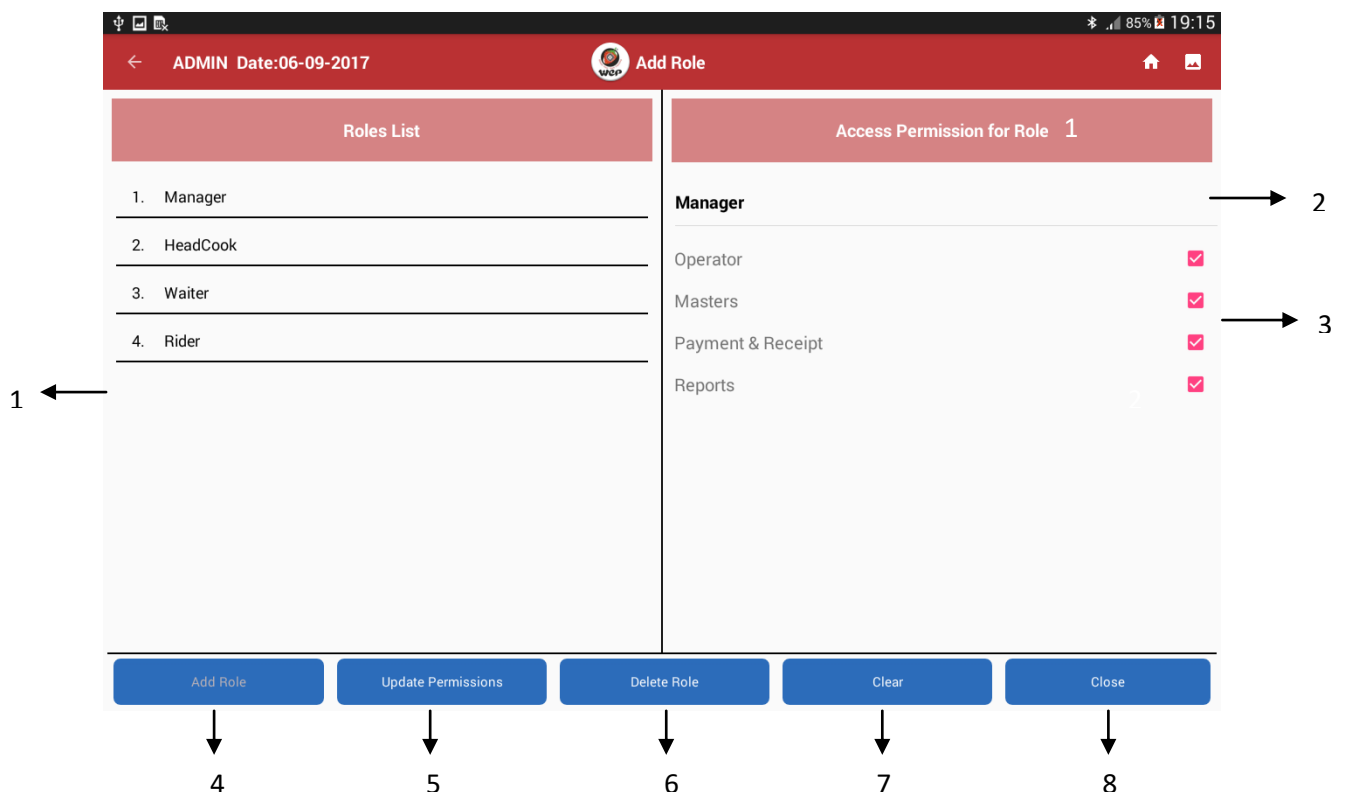 85% 19:15
ADMIN Date:06-09-2017 wep Add Role
Roles List
Access Permission for Role 1
1. Manager
2. HeadCook
3. Waiter
4. Rider
Manager
Operator
Masters
Payment & Receipt
Reports
2
2
3
1
Add Role Update Permissions Delete Role Clear Close
4 5 6 7 8